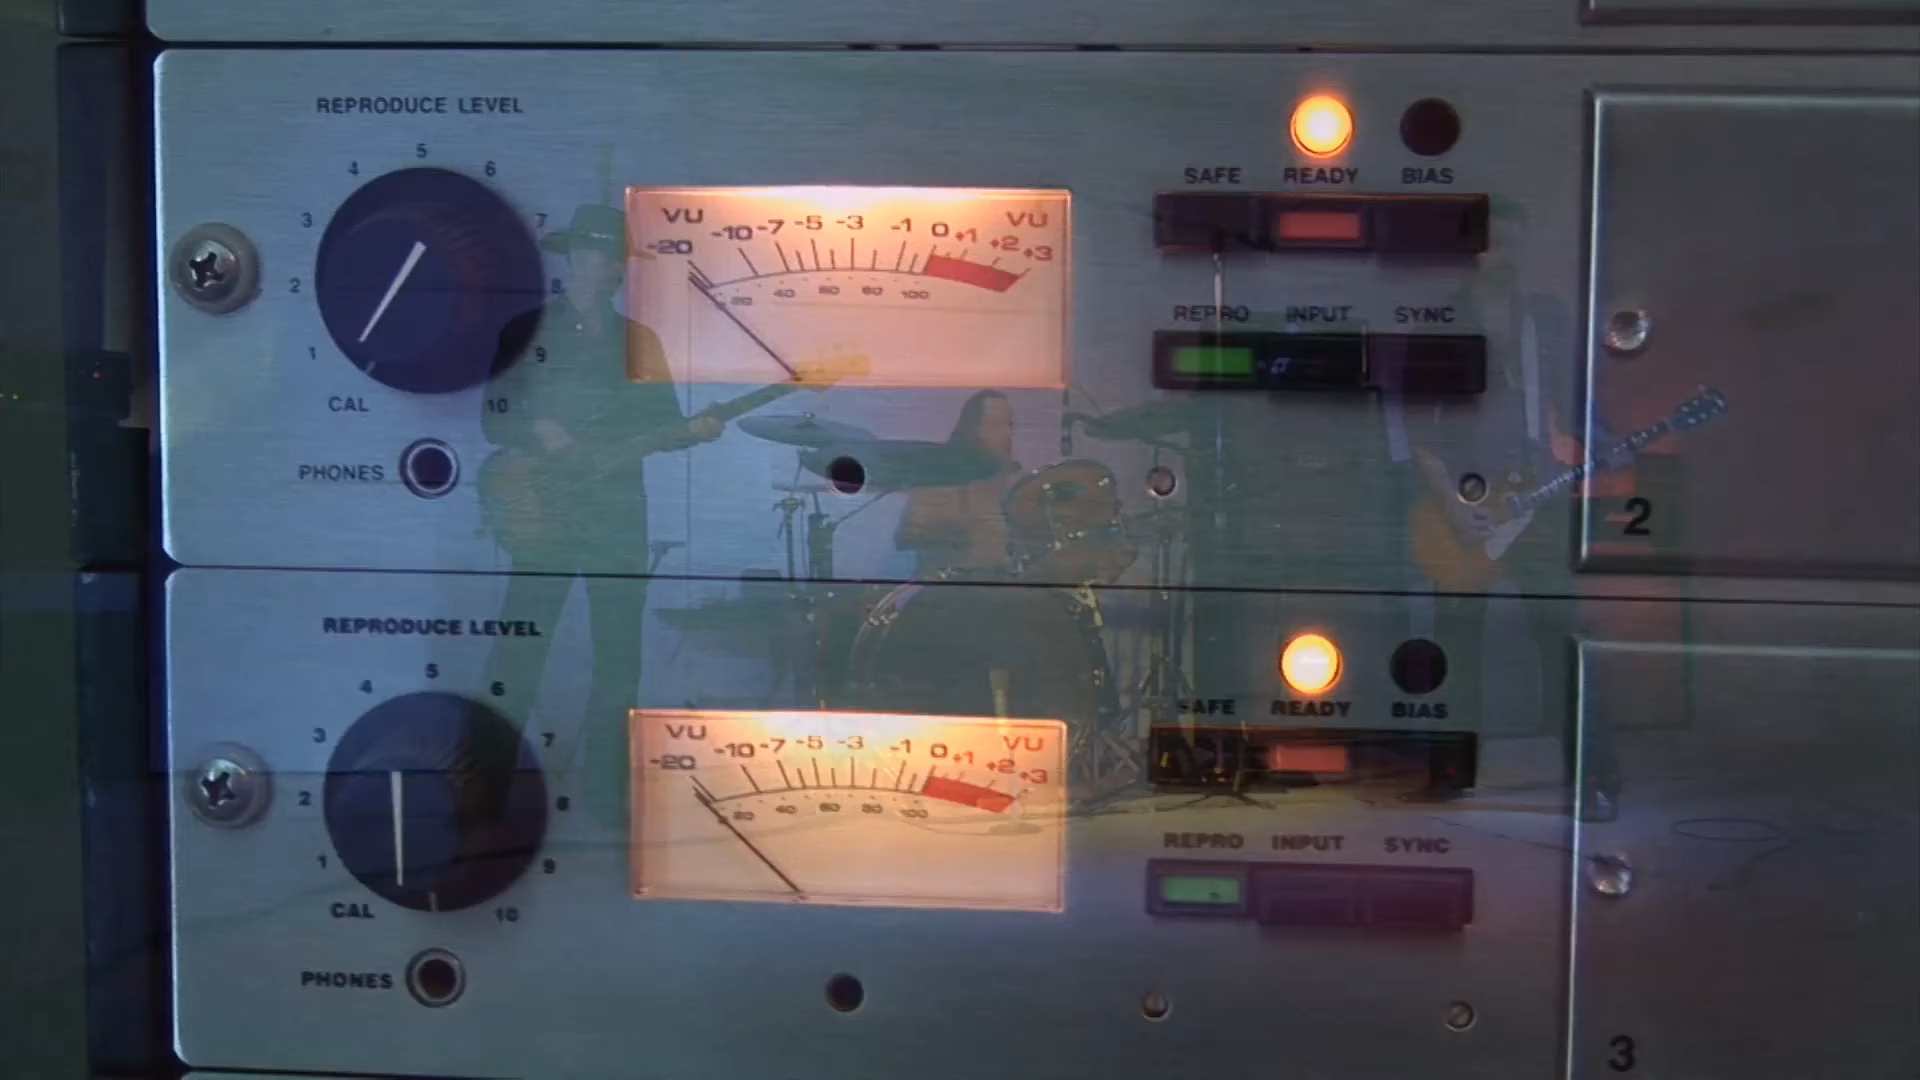 REPRODUCE LEVEL
1 2 3 4 5 6 7 8 9 10
CAL
PHONES
VU VU
-20 -10 -7 -5 -3 -1 0 +1 +2 +3
20 40 60 80 100
SAFE READY BIAS
REPRO INPUT SYNC
2
REPRODUCE LEVEL
1 2 3 4 5 6 7 8 9 10
CAL
PHONES
VU VU
-20 -10 -7 -5 -3 -1 0 +1 +2 +3
20 40 60 80 100
SAFE READY BIAS
REPRO INPUT SYNC
3